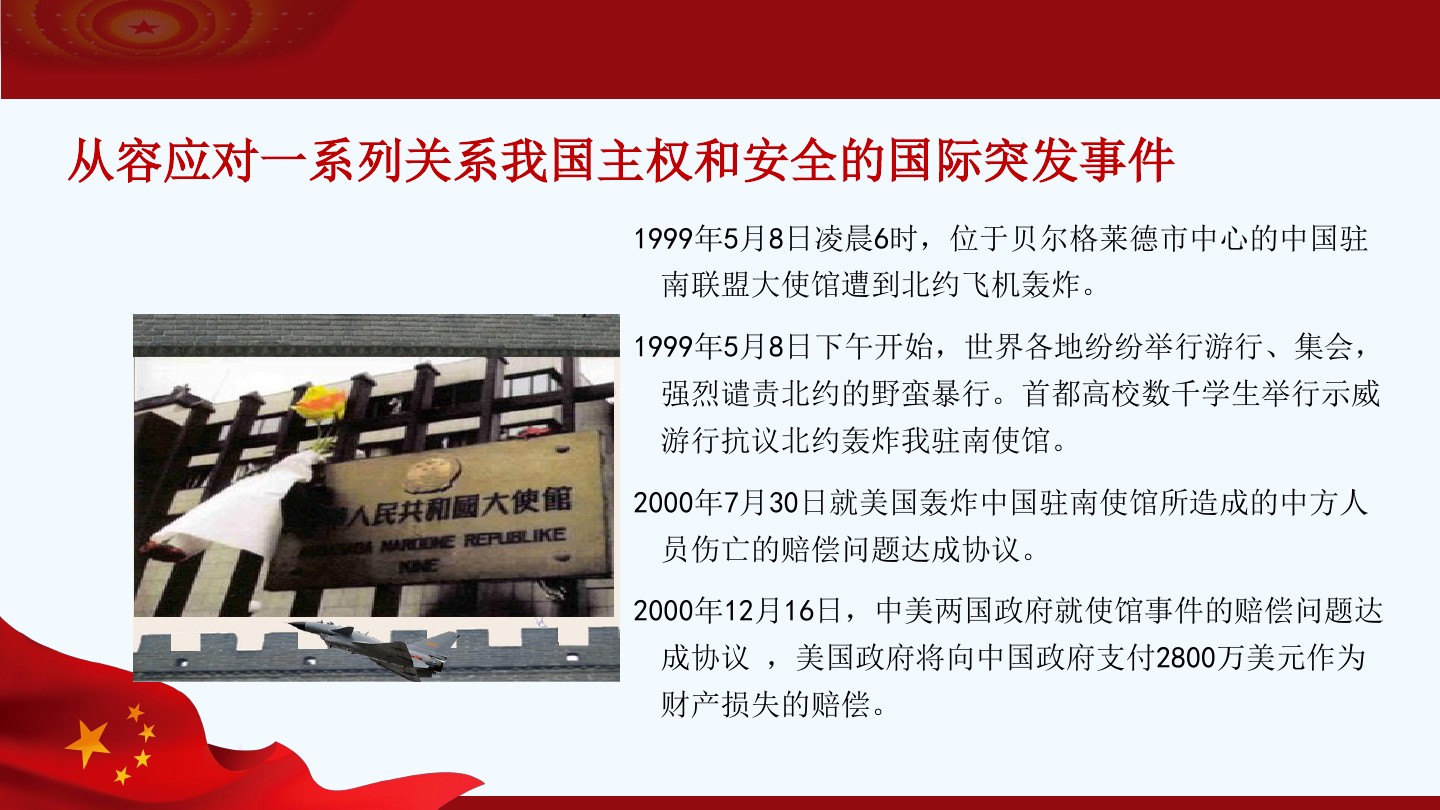 从容应对一系列关系我国主权和安全的国际突发事件
1999年5月8日凌晨6时，位于贝尔格莱德市中心的中国驻
南联盟大使馆遭到北约飞机轰炸。
1999年5月8日下午开始，世界各地纷纷举行游行、集会，
强烈谴责北约的野蛮暴行。首都高校数千学生举行示威
游行抗议北约轰炸我驻南使馆。
2000年7月30日就美国轰炸中国驻南使馆所造成的中方人
员伤亡的赔偿问题达成协议。
2000年12月16日，中美两国政府就使馆事件的赔偿问题达
成协议 ，美国政府将向中国政府支付2800万美元作为
财产损失的赔偿。
人民共和國大使館
NARODNE REPUBLIKE
KINE